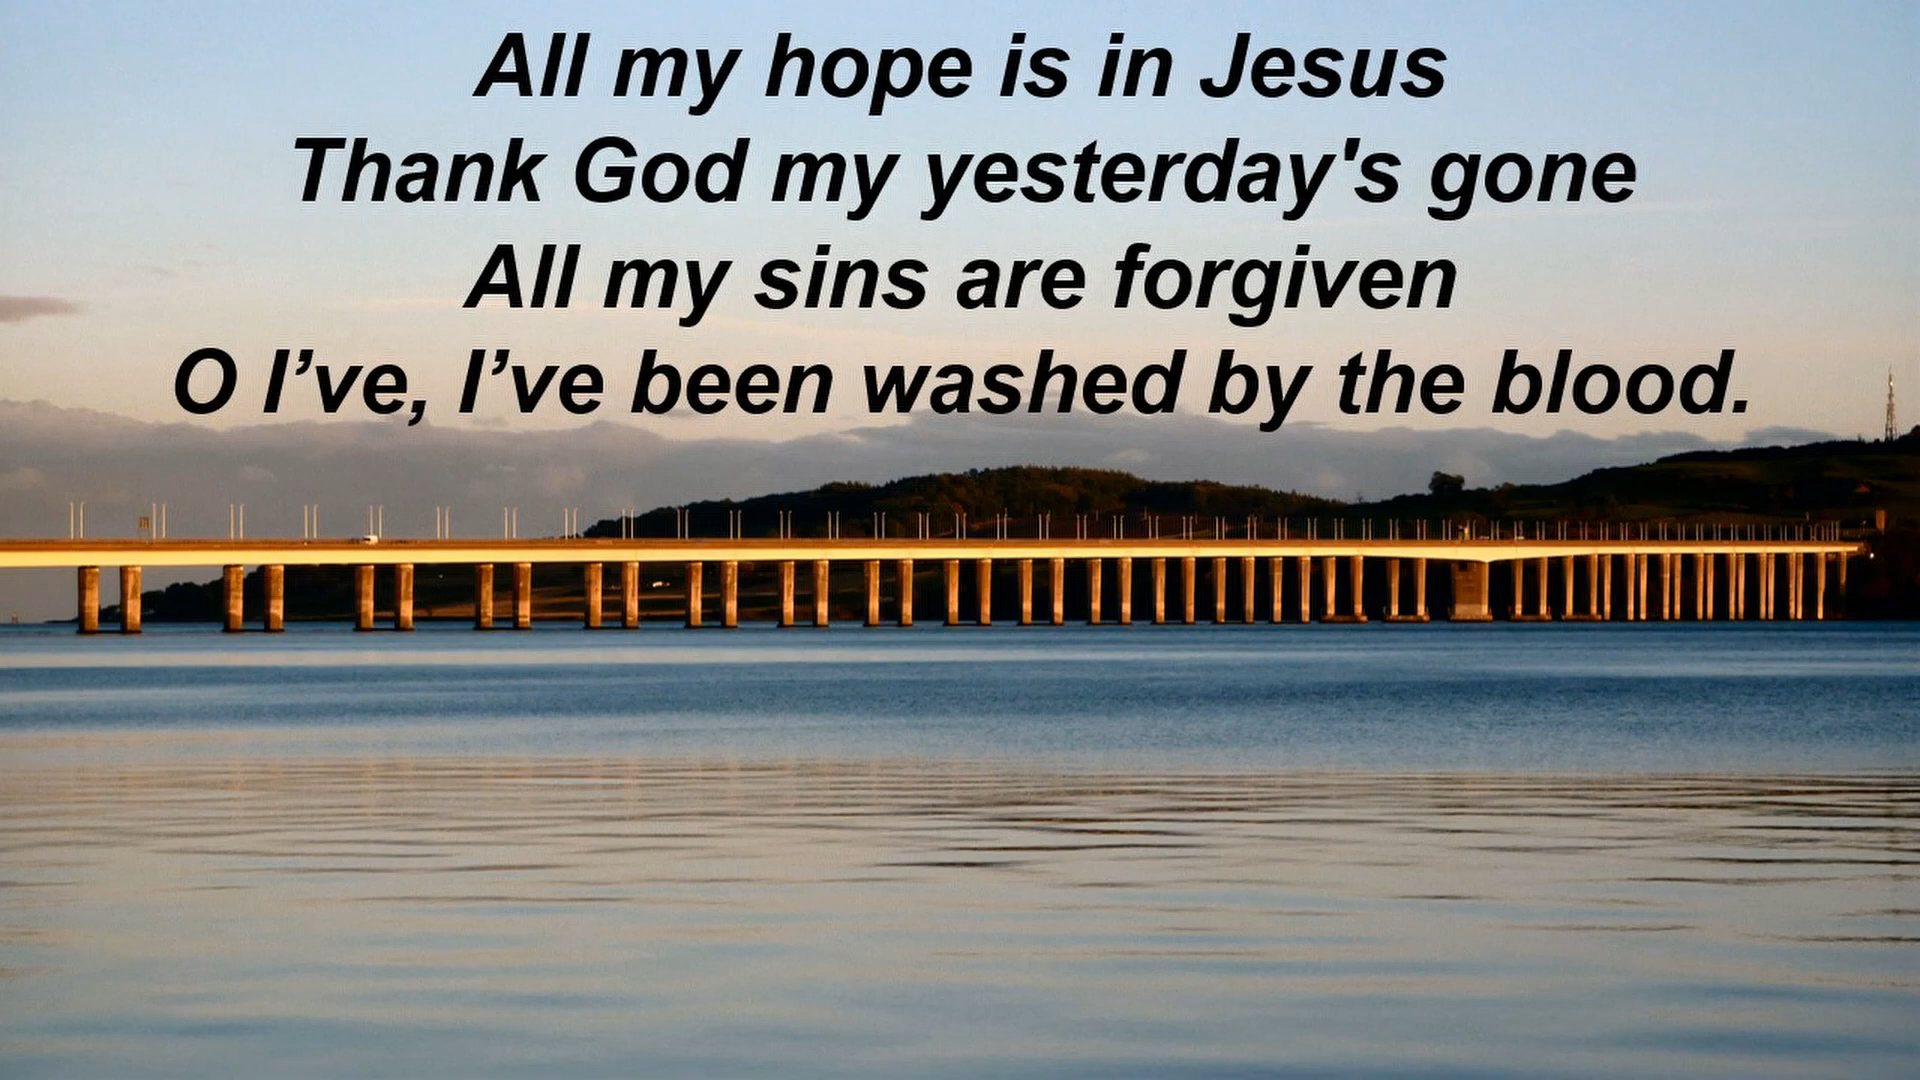 All my hope is in Jesus
Thank God my yesterday's gone
All my sins are forgiven
O I’ve, I’ve been washed by the blood.